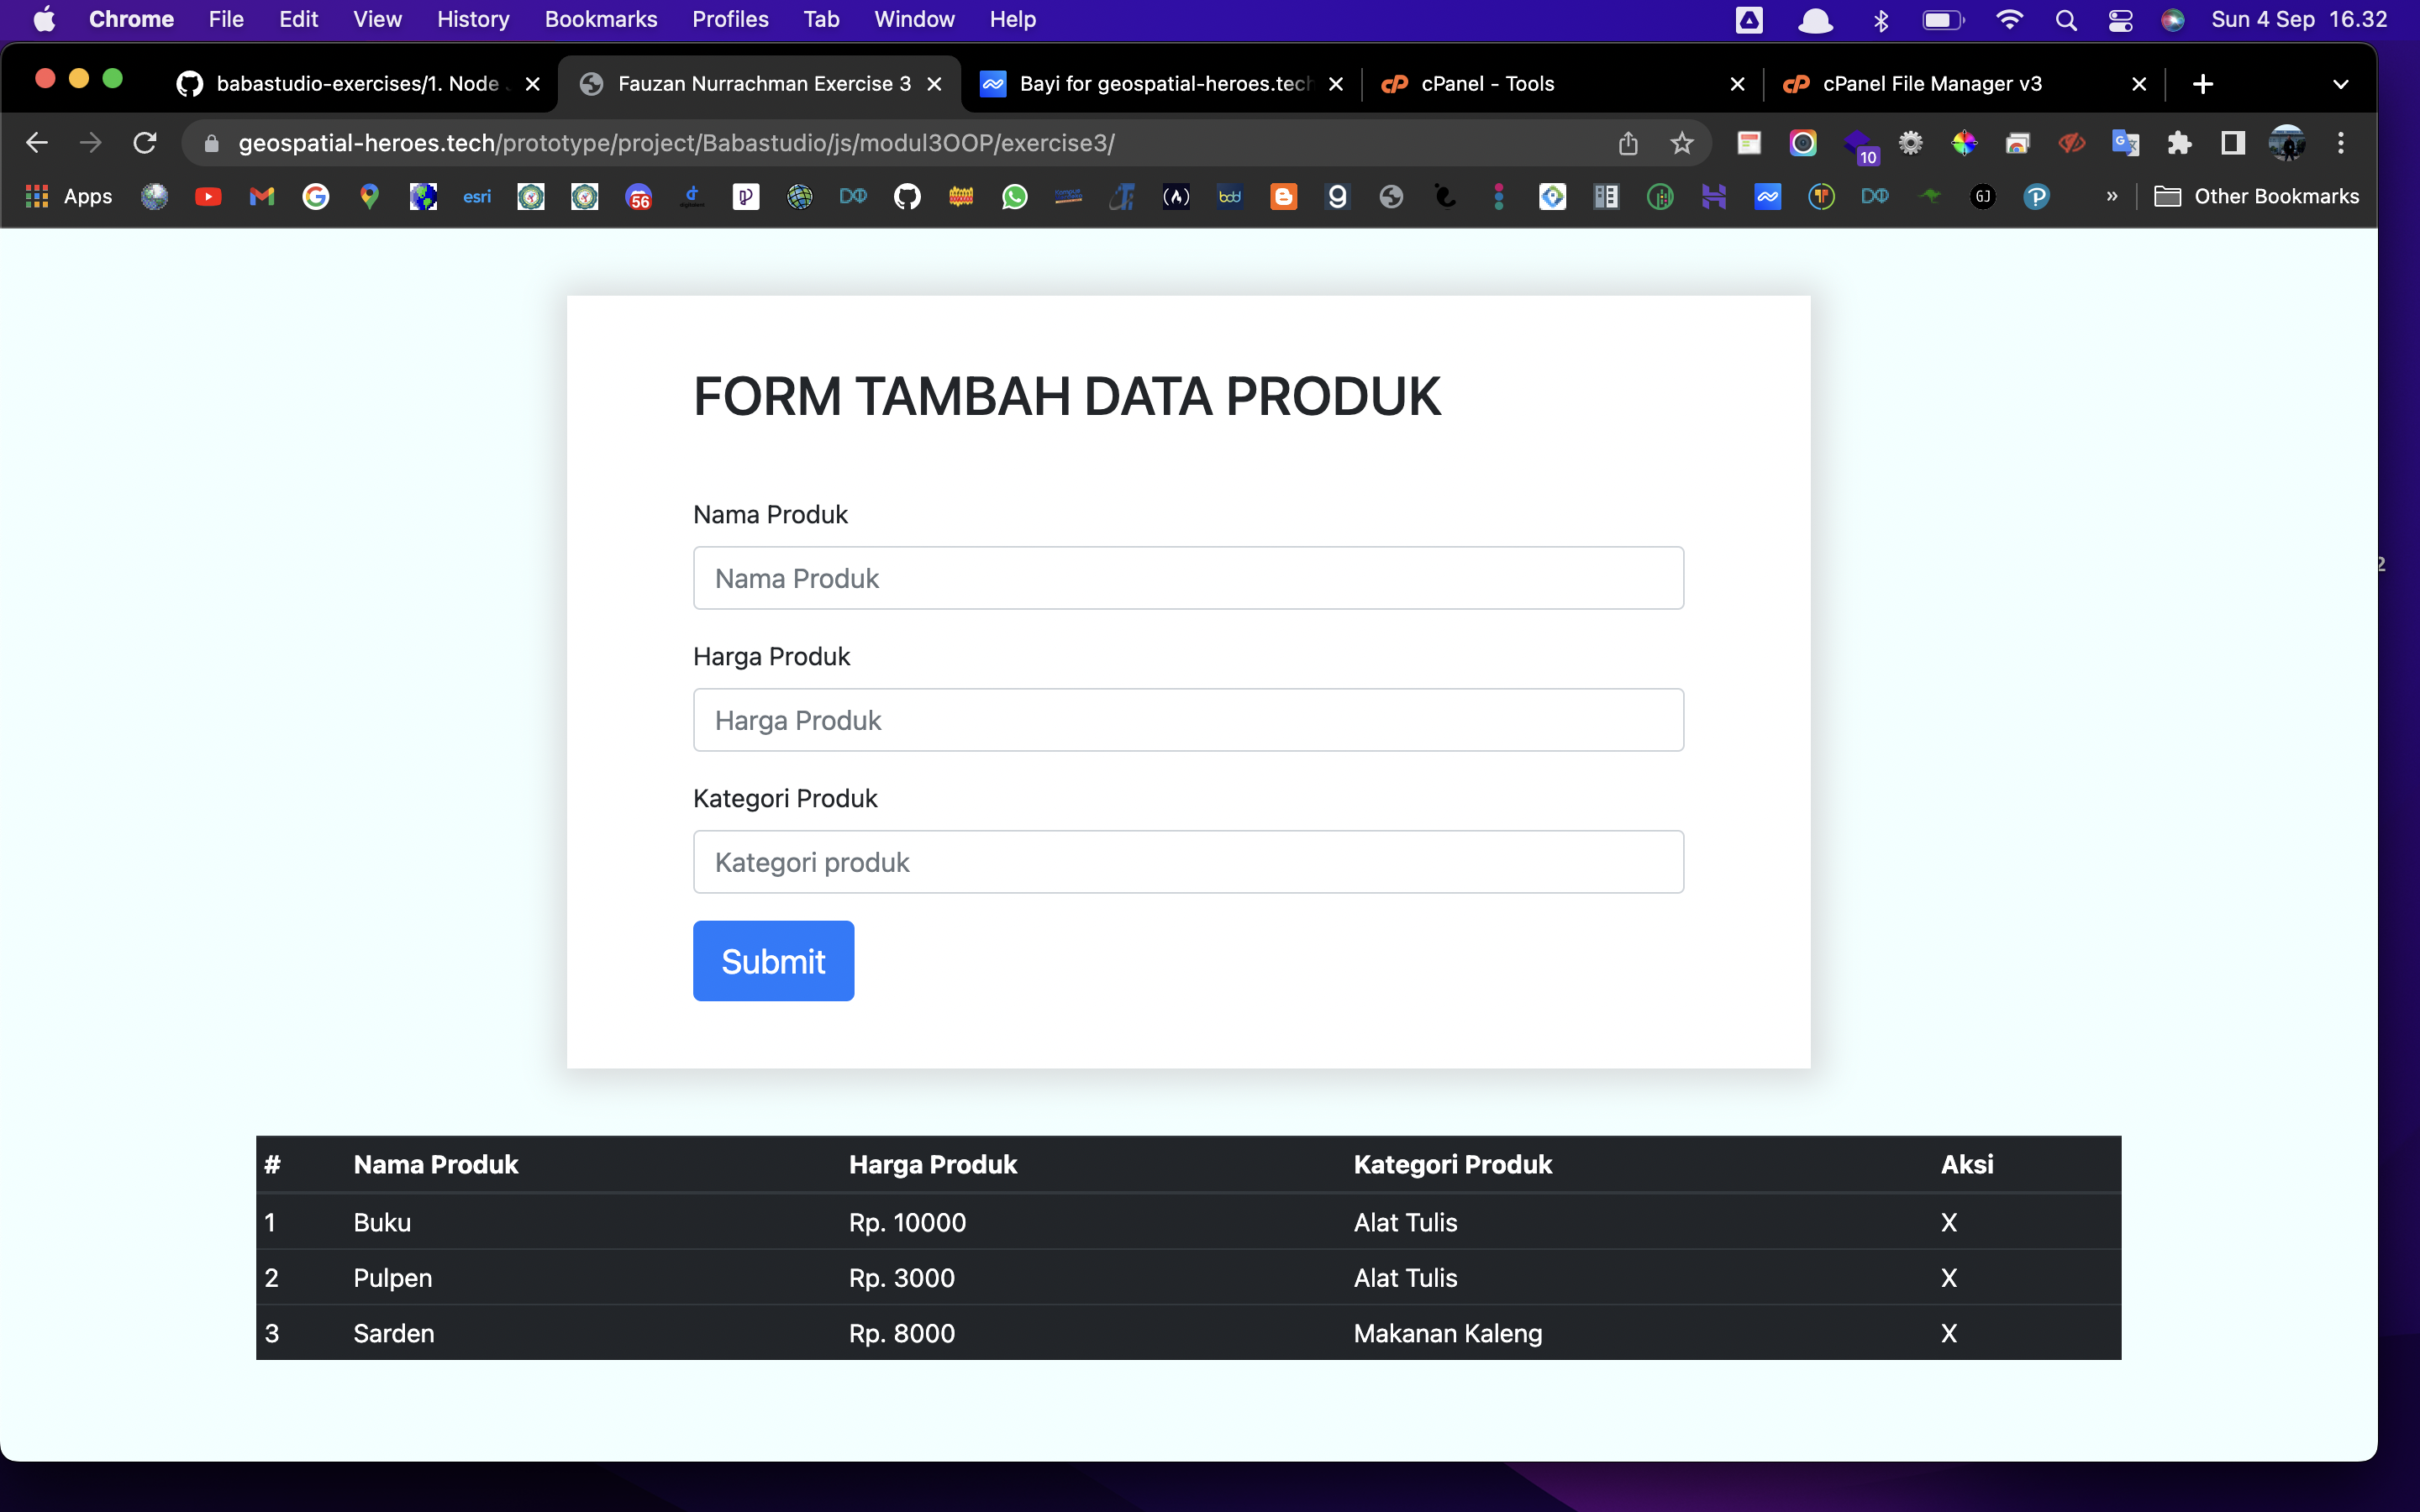 Chrome File Edit View History Bookmarks Profiles Tab Window Help Sun 4 Sep 16.32
babastudio-exercises/1. Node Fauzan Nurrachman Exercise 3 Bayi for geospatial-heroes.tech cPanel - Tools cPanel File Manager v3
geospatial-heroes.tech/prototype/project/Babastudio/js/modul3OOP/exercise3/ 10
Apps esri 56 bdd g GJ » Other Bookmarks
2
FORM TAMBAH DATA PRODUK
Nama Produk
Nama Produk
Harga Produk
Harga Produk
Kategori Produk
Kategori produk
Submit
# Nama Produk Harga Produk Kategori Produk Aksi
1 Buku Rp. 10000 Alat Tulis X
2 Pulpen Rp. 3000 Alat Tulis X
3 Sarden Rp. 8000 Makanan Kaleng X